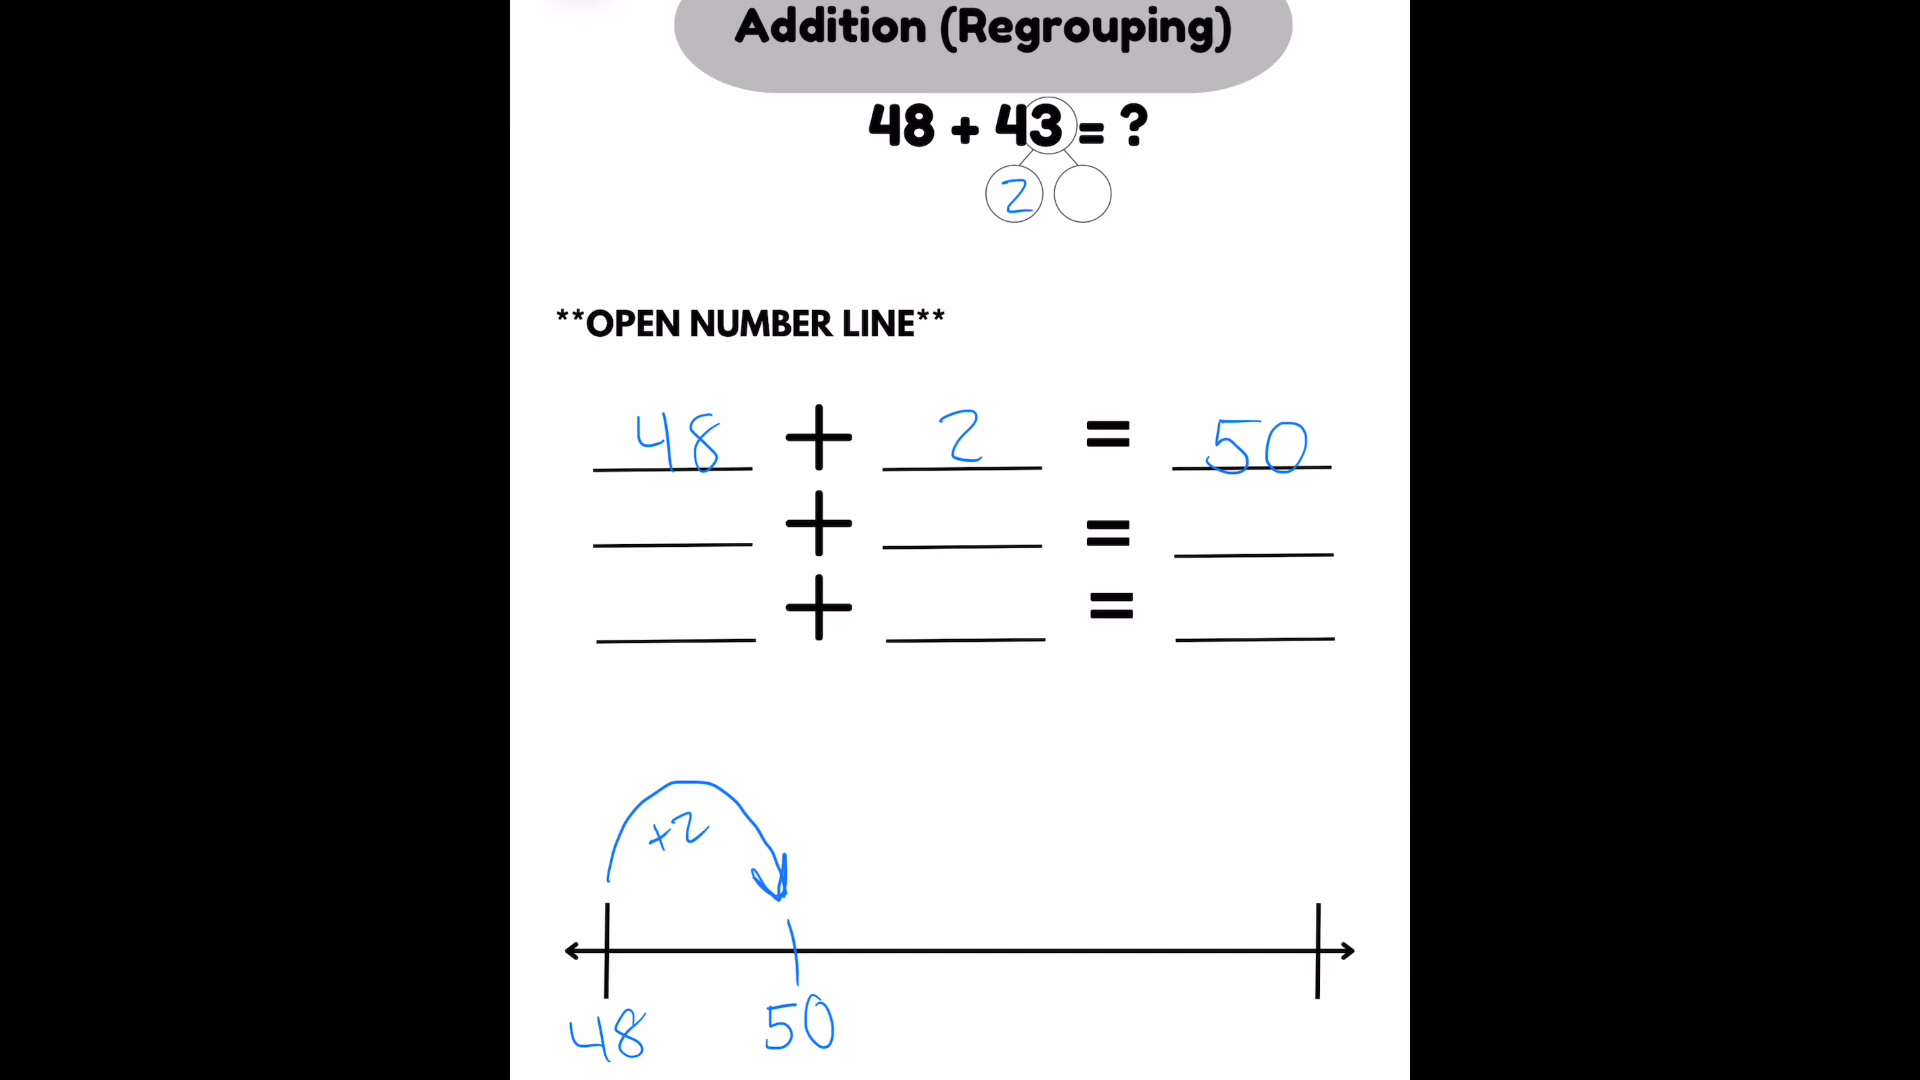 Addition (Regrouping)
48 + 43 = ?
2
**OPEN NUMBER LINE**
48 + 2 = 50
+ =
+ =
+2
48 50